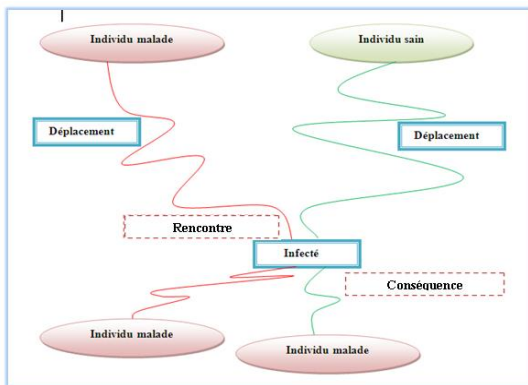 Individu malade
Individu sain
Déplacement
Déplacement
Rencontre
Infecté
Conséquence
Individu malade
Individu malade